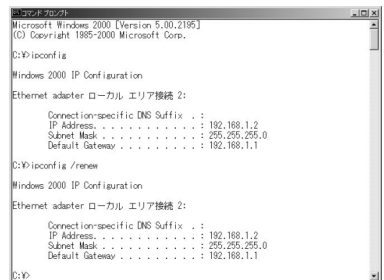 コマンド プロンプト
Microsoft Windows 2000 [Version 5.00.2195]
(C) Copyright 1985-2000 Microsoft Corp.
C:¥>ipconfig
Windows 2000 IP Configuration
Ethernet adapter ローカル エリア接続 2:
Connection-specific DNS Suffix . :
IP Address. . . . . . . . . . . . : 192.168.1.2
Subnet Mask . . . . . . . . . . . : 255.255.255.0
Default Gateway . . . . . . . . . : 192.168.1.1
C:¥>ipconfig /renew
Windows 2000 IP Configuration
Ethernet adapter ローカル エリア接続 2:
Connection-specific DNS Suffix . :
IP Address. . . . . . . . . . . . : 192.168.1.2
Subnet Mask . . . . . . . . . . . : 255.255.255.0
Default Gateway . . . . . . . . . : 192.168.1.1
C:¥>